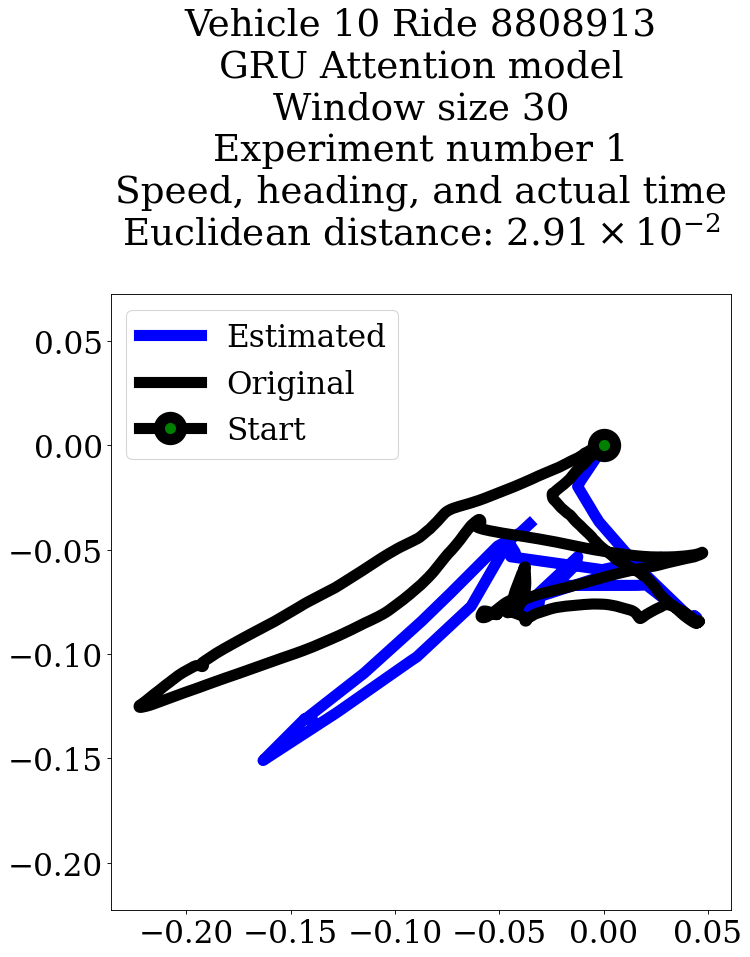 Vehicle 10 Ride 8808913
GRU Attention model
Window size 30
Experiment number 1
Speed, heading, and actual time
Euclidean distance: 2.91 × 10⁻²
Estimated
Original
Start
0.05
0.00
−0.05
−0.10
−0.15
−0.20
−0.20 −0.15 −0.10 −0.05 0.00 0.05